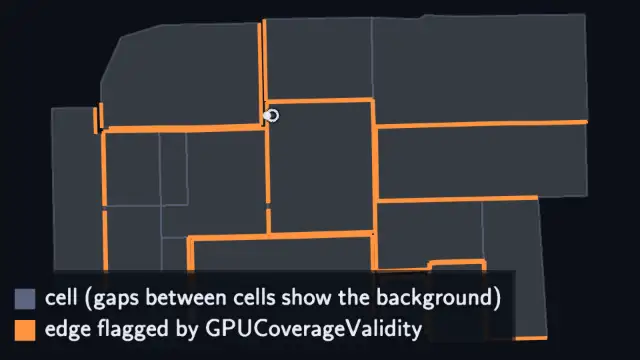 cell (gaps between cells show the background)
edge flagged by GPUCoverageValidity